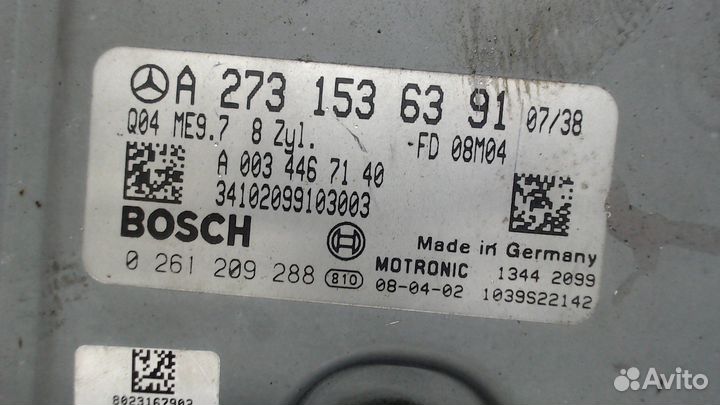 A 273 153 63 91 07/38
Q04 ME9.7 8 Zyl. -FD 08M04
A 003 446 71 40
34102099103003
BOSCH
Made in Germany
0 261 209 288 810 MOTRONIC 1344 2099
08-04-02 1039S22142
8023167903
Avito